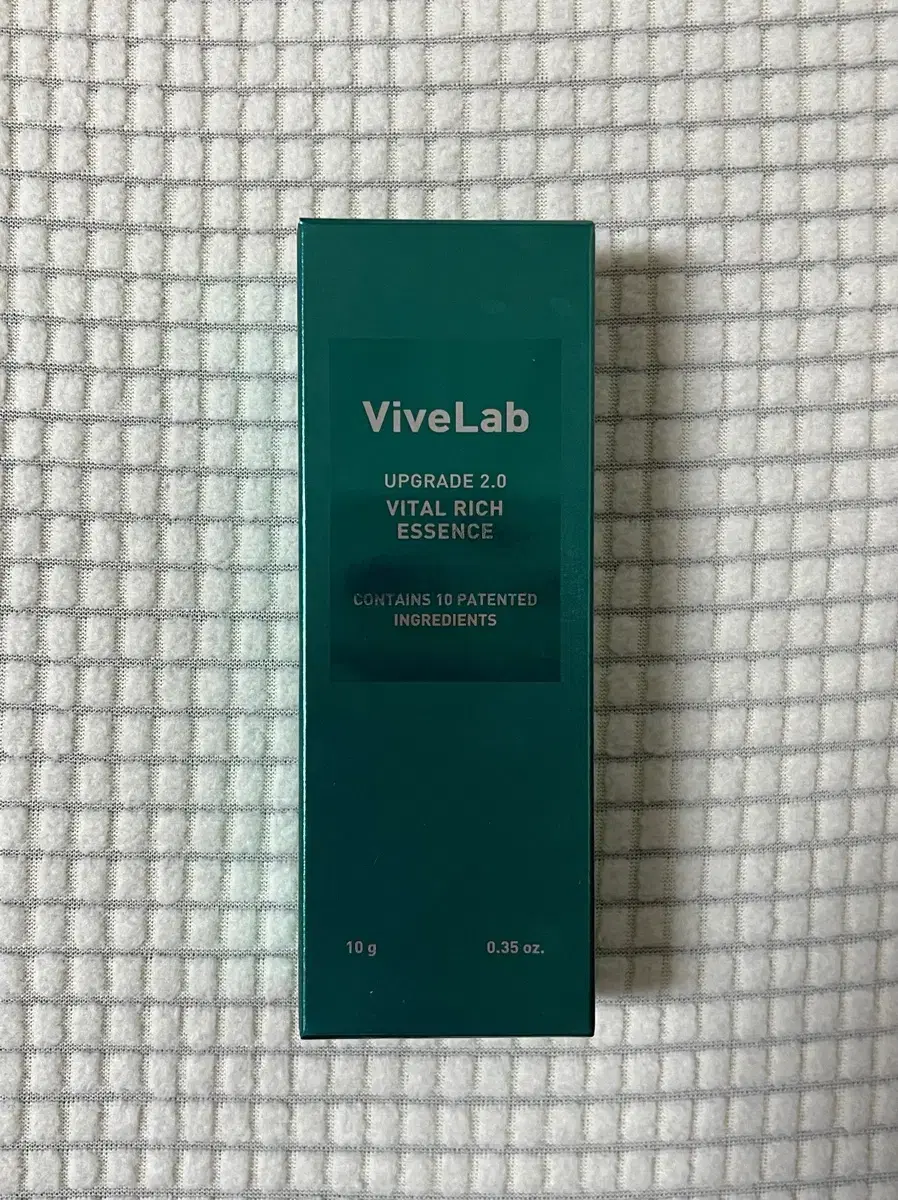 ViveLab
UPGRADE 2.0
VITAL RICH
ESSENCE
CONTAINS 10 PATENTED
INGREDIENTS
10 g 0.35 oz.